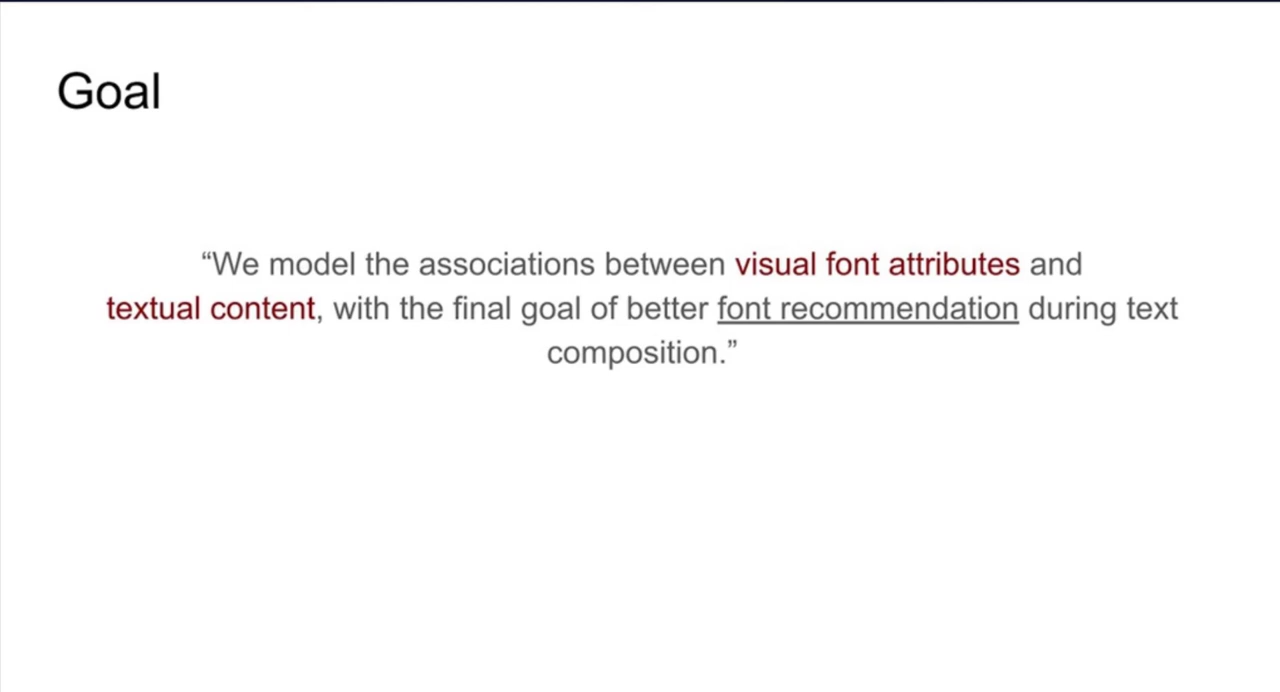 Goal
“We model the associations between visual font attributes and
textual content, with the final goal of better font recommendation during text
composition.”